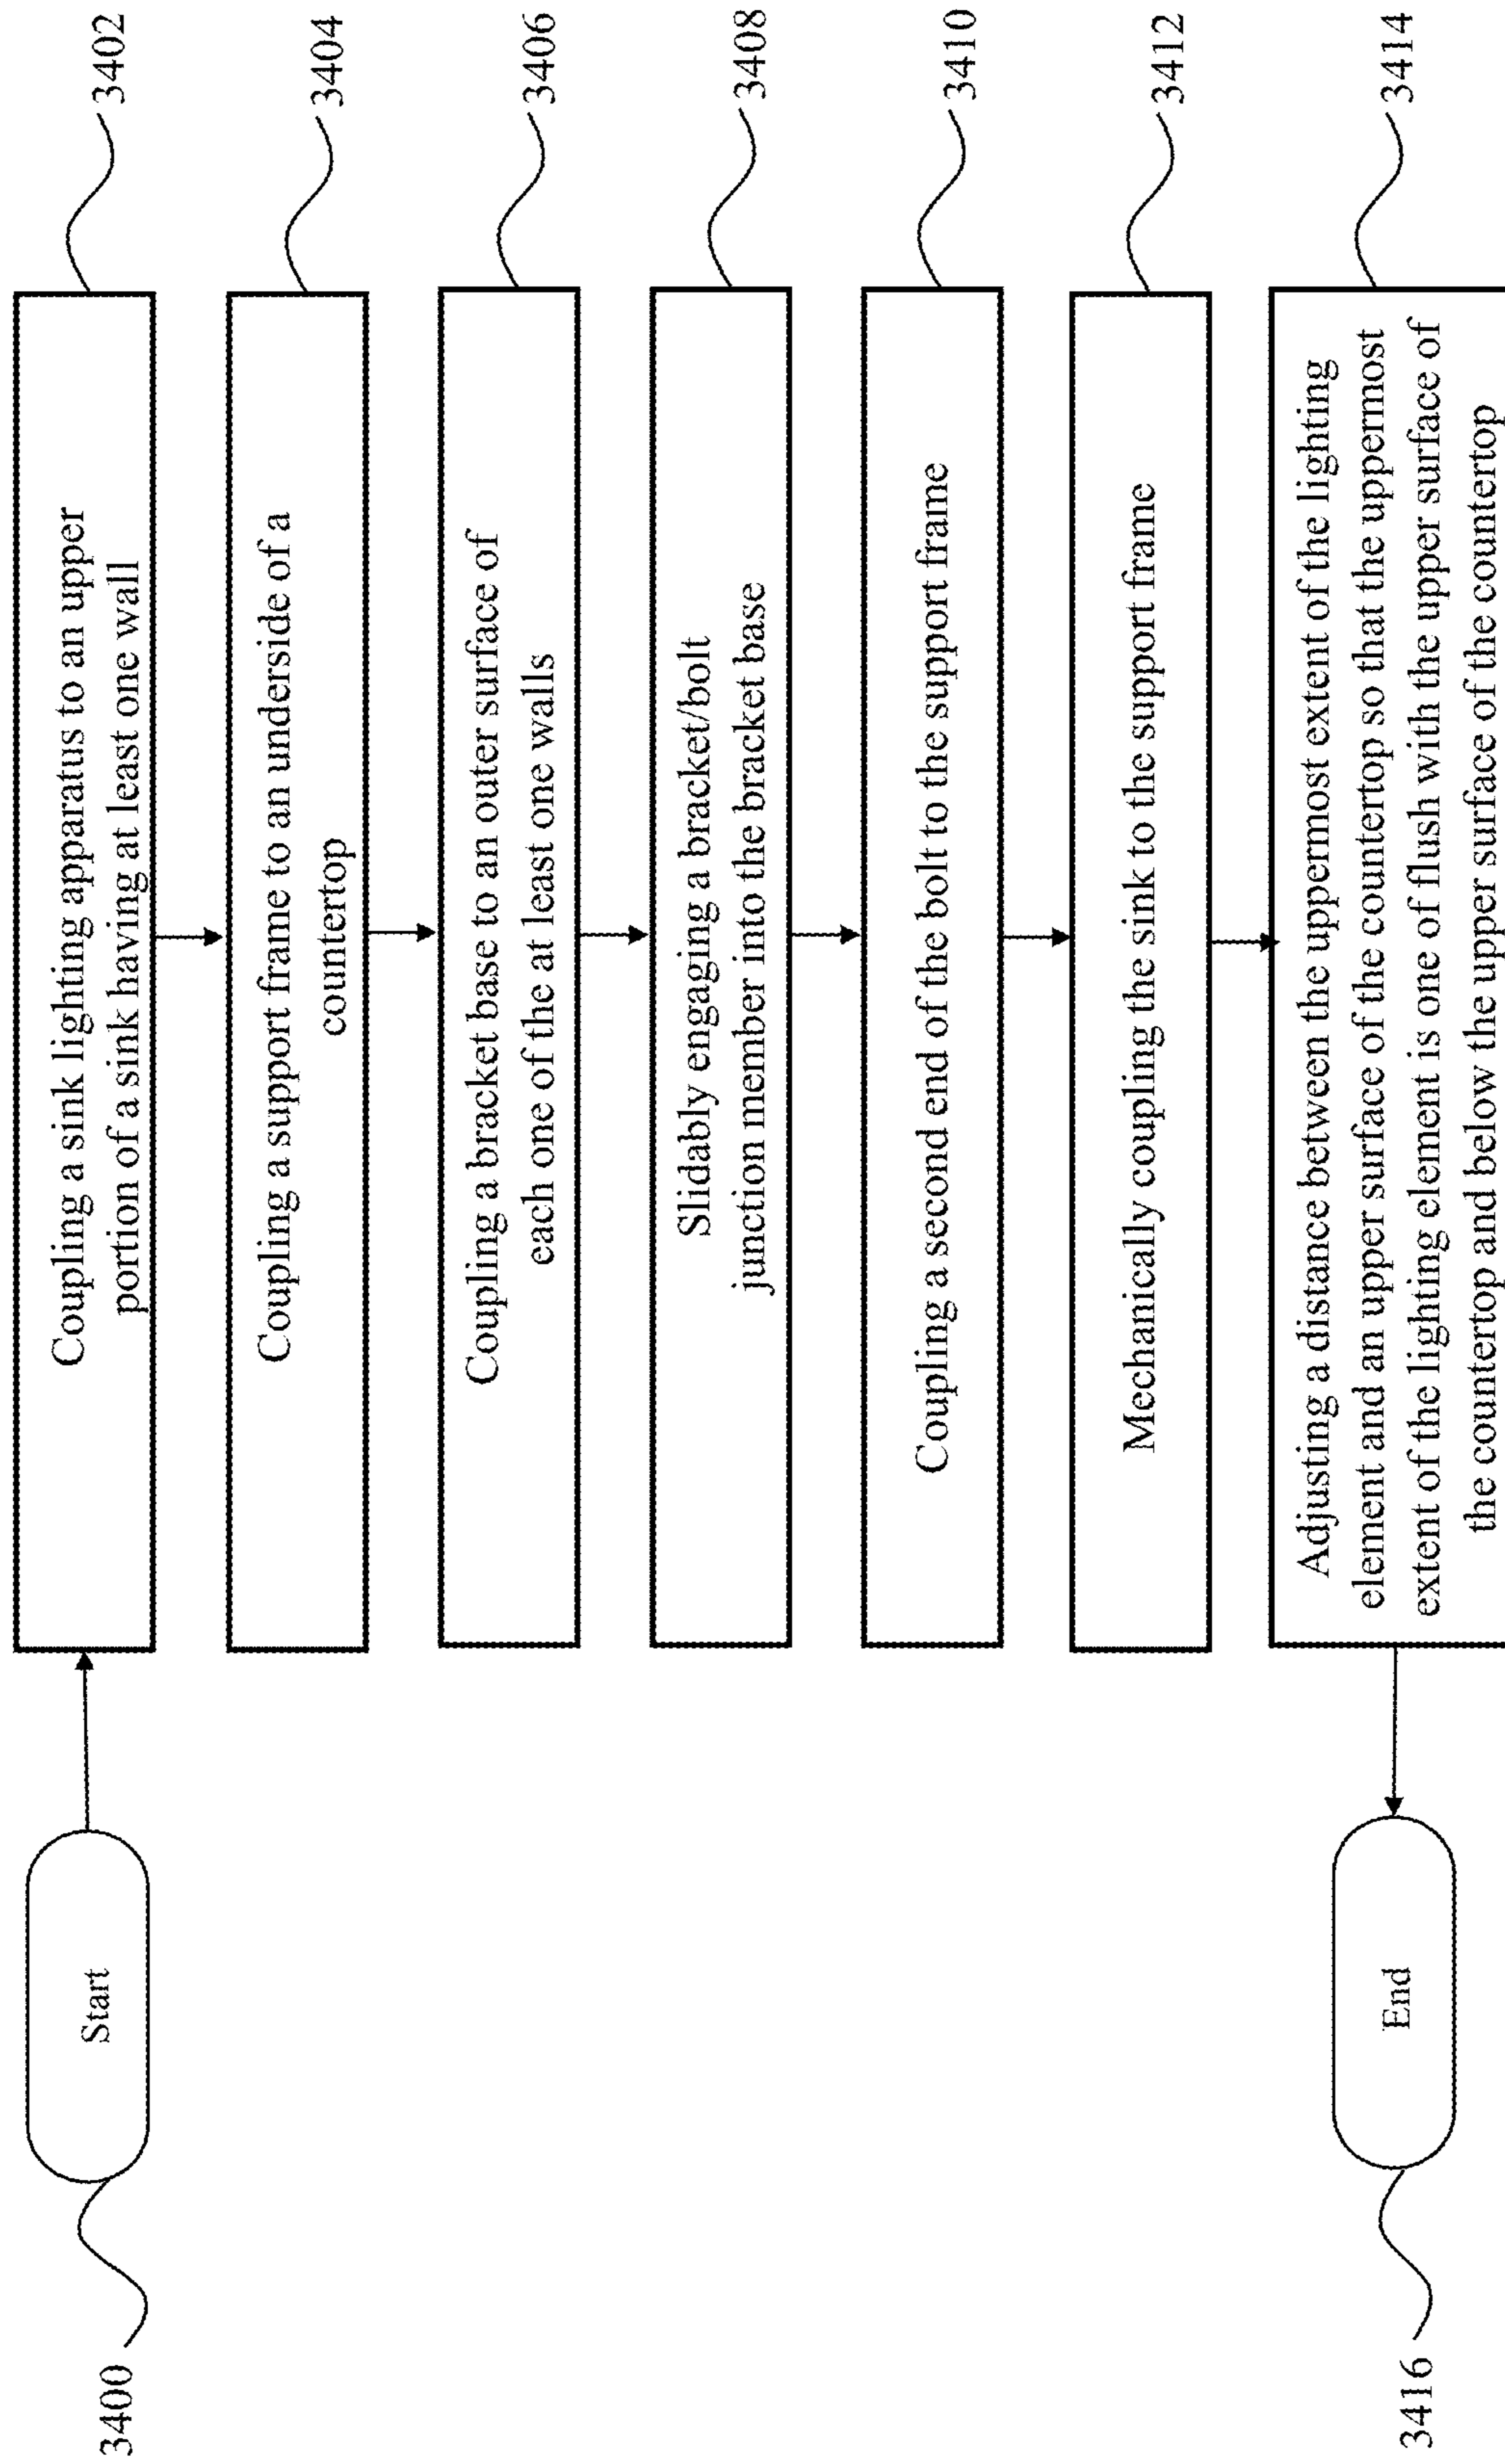 3400
Start
Coupling a sink lighting apparatus to an upper
portion of a sink having at least one wall
3402
Coupling a support frame to an underside of a
countertop
3404
Coupling a bracket base to an outer surface of
each one of the at least one walls
3406
Slidably engaging a bracket/bolt
junction member into the bracket base
3408
Coupling a second end of the bolt to the support frame
3410
Mechanically coupling the sink to the support frame
3412
Adjusting a distance between the uppermost extent of the lighting
element and an upper surface of the countertop so that the uppermost
extent of the lighting element is one of flush with the upper surface of
the countertop and below the upper surface of the countertop
3414
End
3416